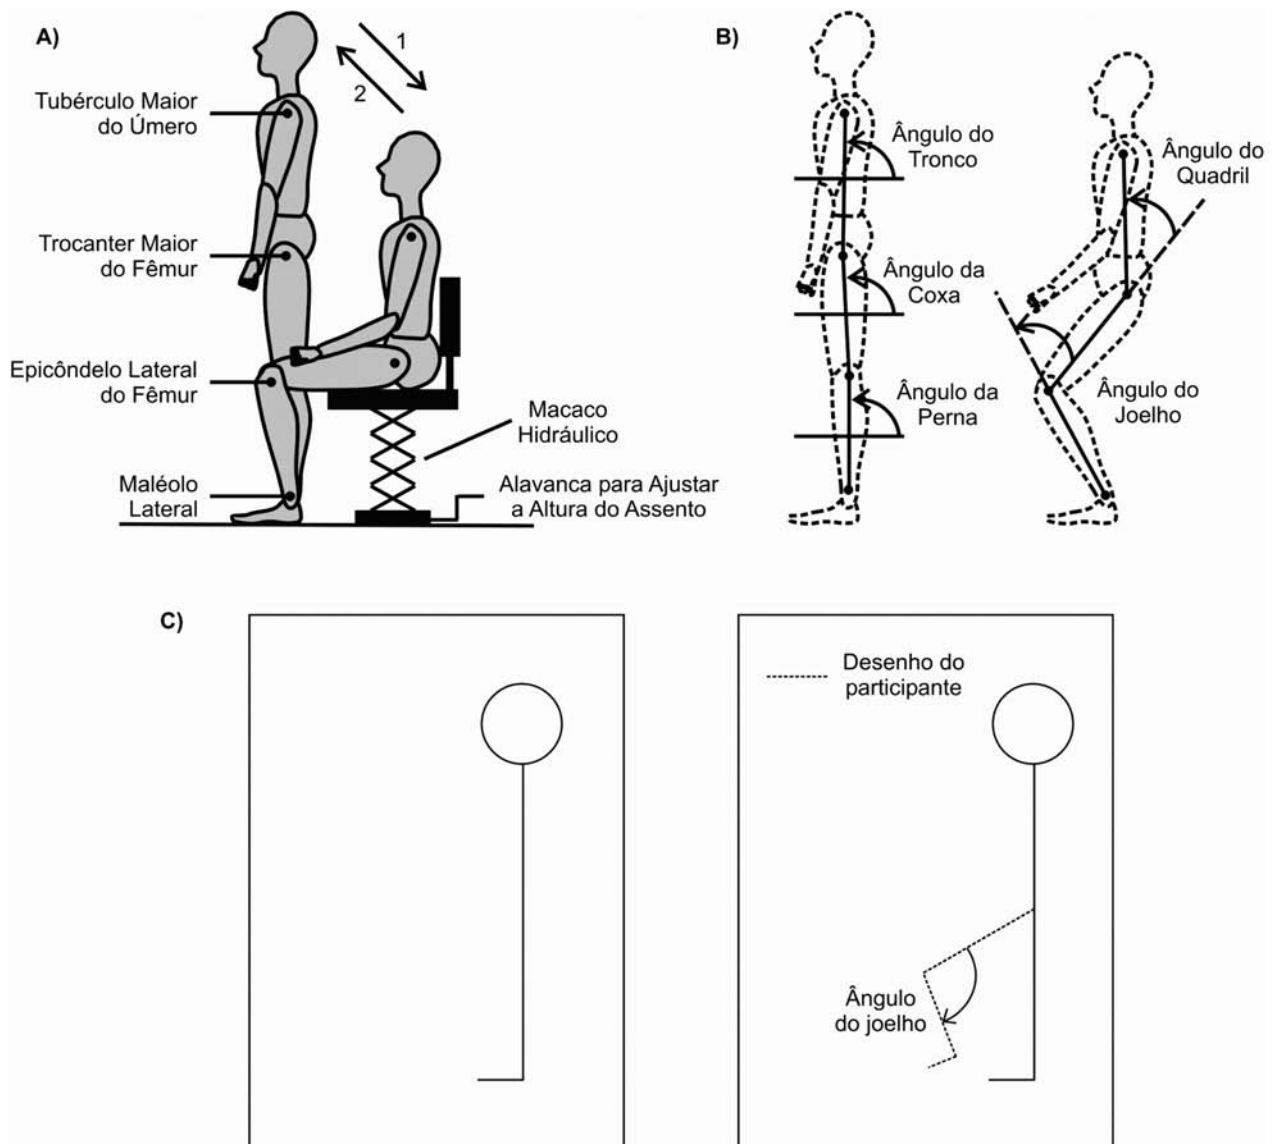 A)
1
2
Tubérculo Maior
do Úmero
Trocanter Maior
do Fêmur
Epicôndelo Lateral
do Fêmur
Maléolo
Lateral
Macaco
Hidráulico
Alavanca para Ajustar
a Altura do Assento
B)
Ângulo do
Tronco
Ângulo da
Coxa
Ângulo da
Perna
Ângulo do
Quadril
Ângulo do
Joelho
C)
Desenho do
participante
Ângulo
do joelho